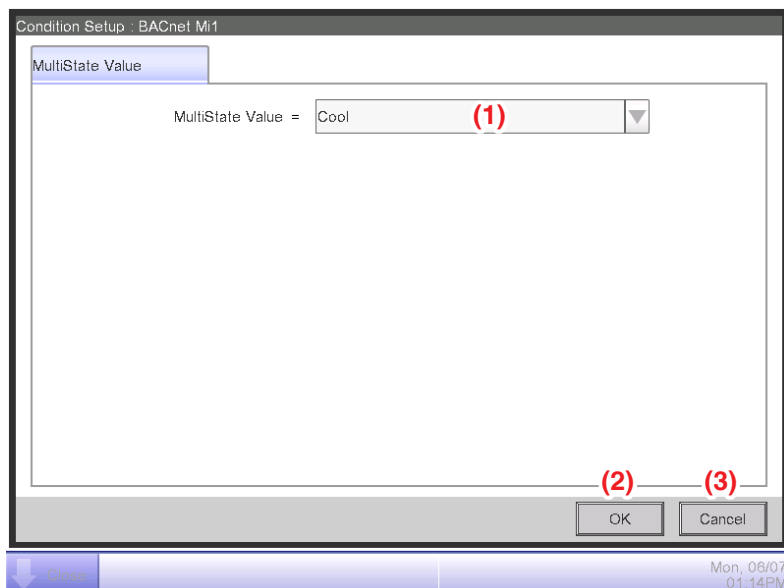 Condition Setup : BACnet Mi1
MultiState Value
MultiState Value = Cool (1)
(2) (3)
OK Cancel
Mon, 06/07
01:14PM